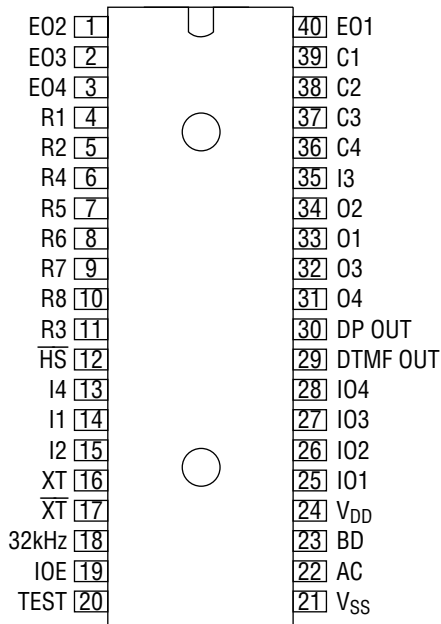 EO2 1 40 EO1
EO3 2 39 C1
EO4 3 38 C2
R1 4 37 C3
R2 5 36 C4
R4 6 35 I3
R5 7 34 O2
R6 8 33 O1
R7 9 32 O3
R8 10 31 O4
R3 11 30 DP OUT
H̅S̅ 12 29 DTMF OUT
I4 13 28 IO4
I1 14 27 IO3
I2 15 26 IO2
XT 16 25 IO1
X̅T̅ 17 24 VDD
32kHz 18 23 BD
IOE 19 22 AC
TEST 20 21 VSS